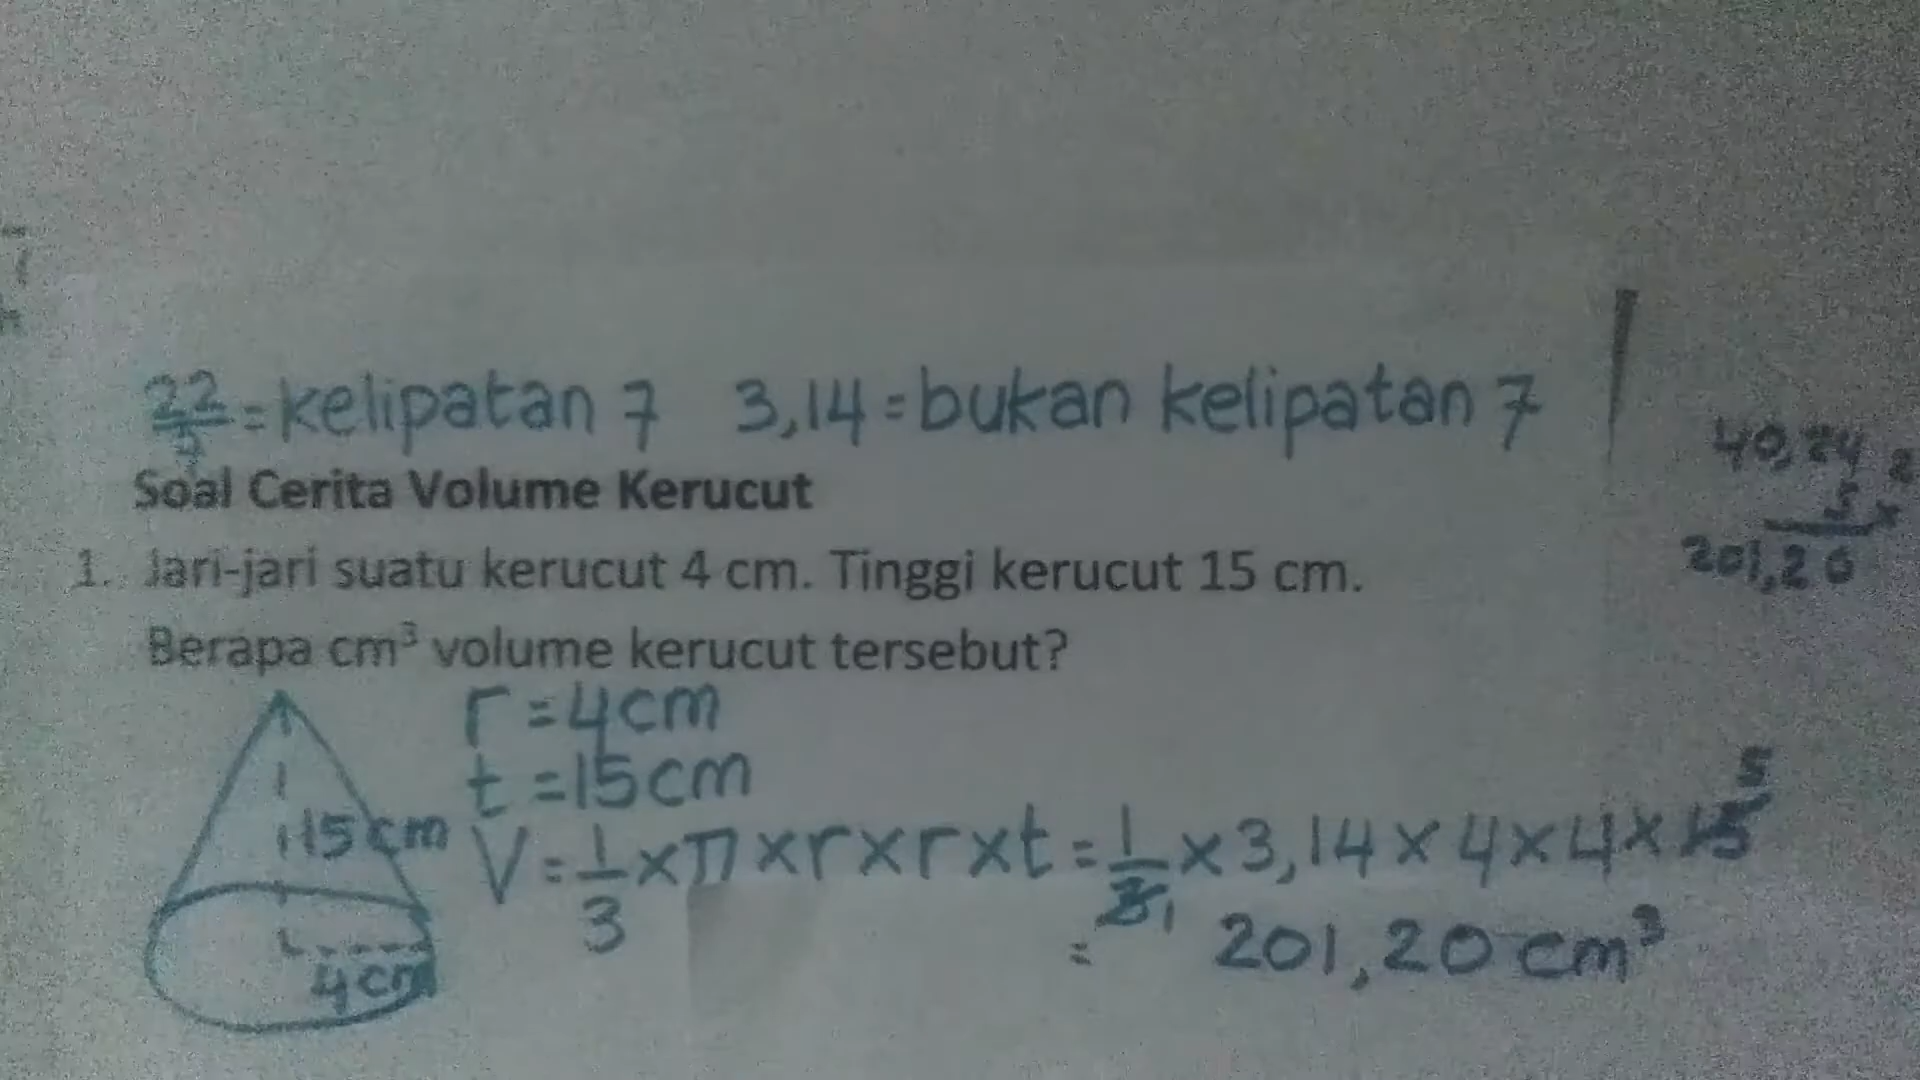 22/7 = kelipatan 7 3,14 = bukan kelipatan 7
Soal Cerita Volume Kerucut
1. Jari-jari suatu kerucut 4 cm. Tinggi kerucut 15 cm.
Berapa cm³ volume kerucut tersebut?
r = 4cm
t = 15cm
15 cm
4cm
V = 1/3 x π x r x r x t = 1/3 1 x 3,14 x 4 x 4 x 15 5
= 201,20 cm³
40,24
5 x
201,20